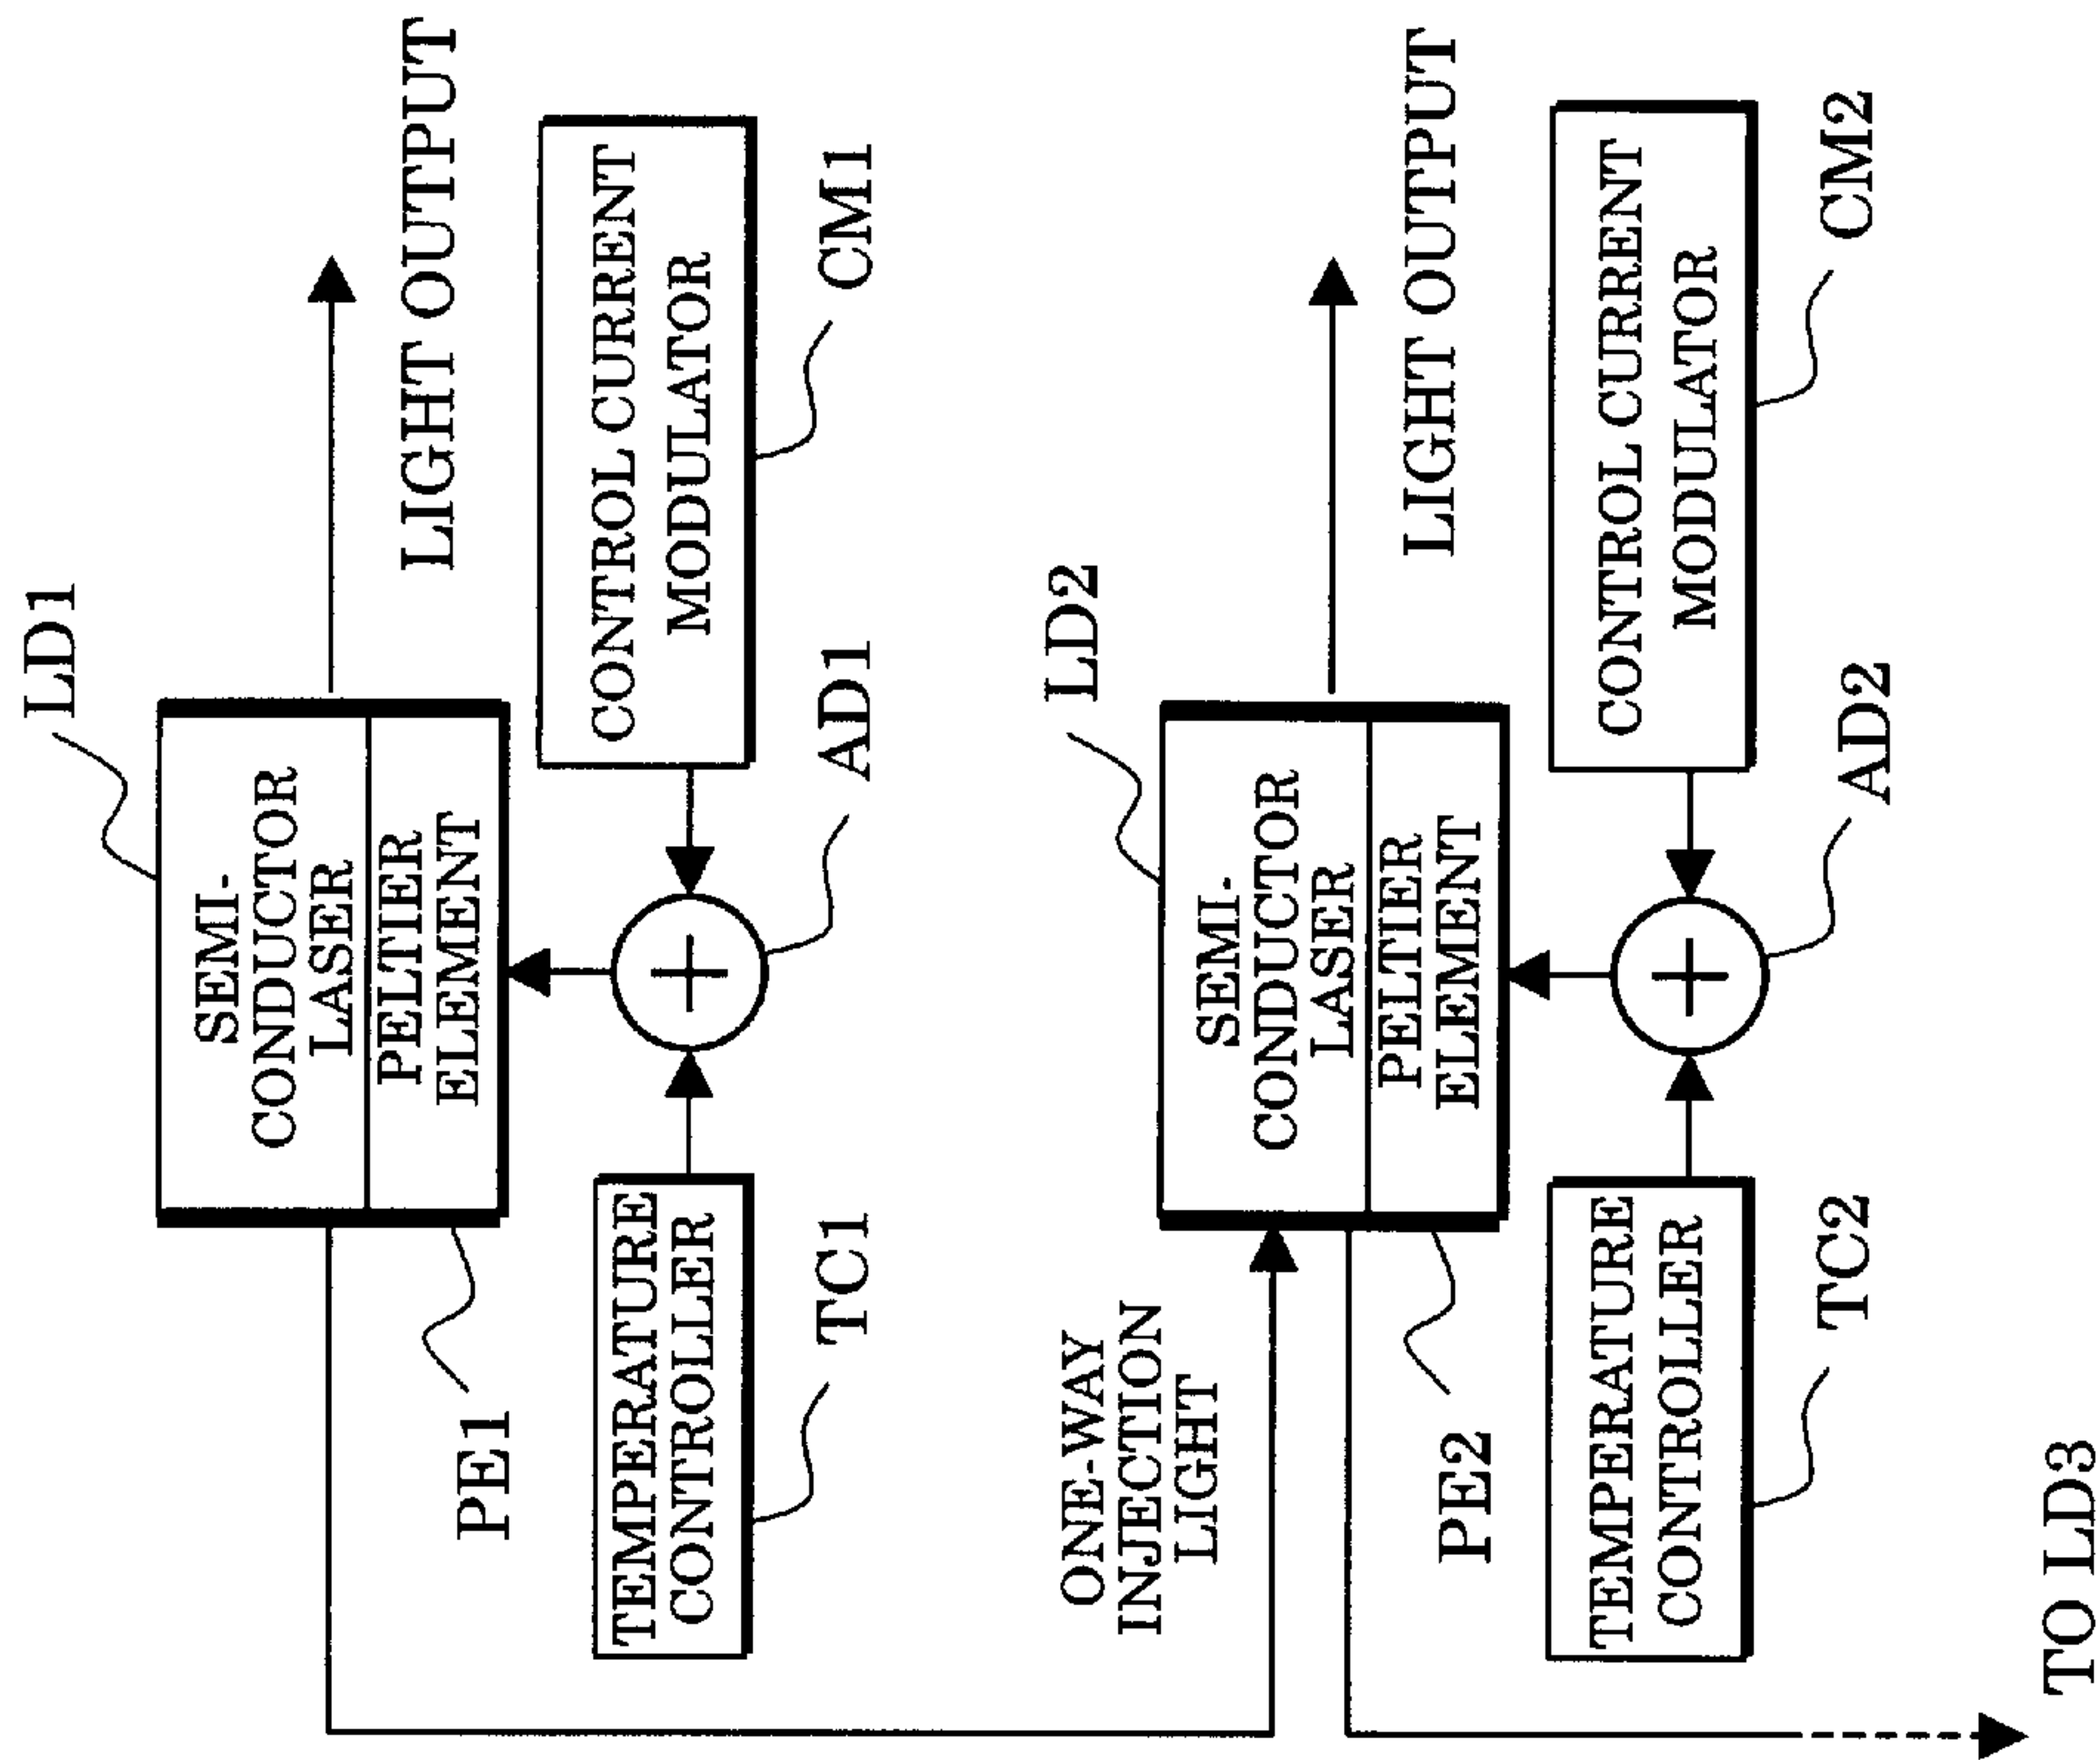 LD1
SEMI-
CONDUCTOR
LASER
PELTIER
ELEMENT
LIGHT OUTPUT
PE1
TEMPERATURE
CONTROLLER
TC1
AD1
CONTROL CURRENT
MODULATOR
CM1
ONE-WAY
INJECTION
LIGHT
LD2
SEMI-
CONDUCTOR
LASER
PELTIER
ELEMENT
LIGHT OUTPUT
PE2
TEMPERATURE
CONTROLLER
TC2
AD2
CONTROL CURRENT
MODULATOR
CM2
TO LD3